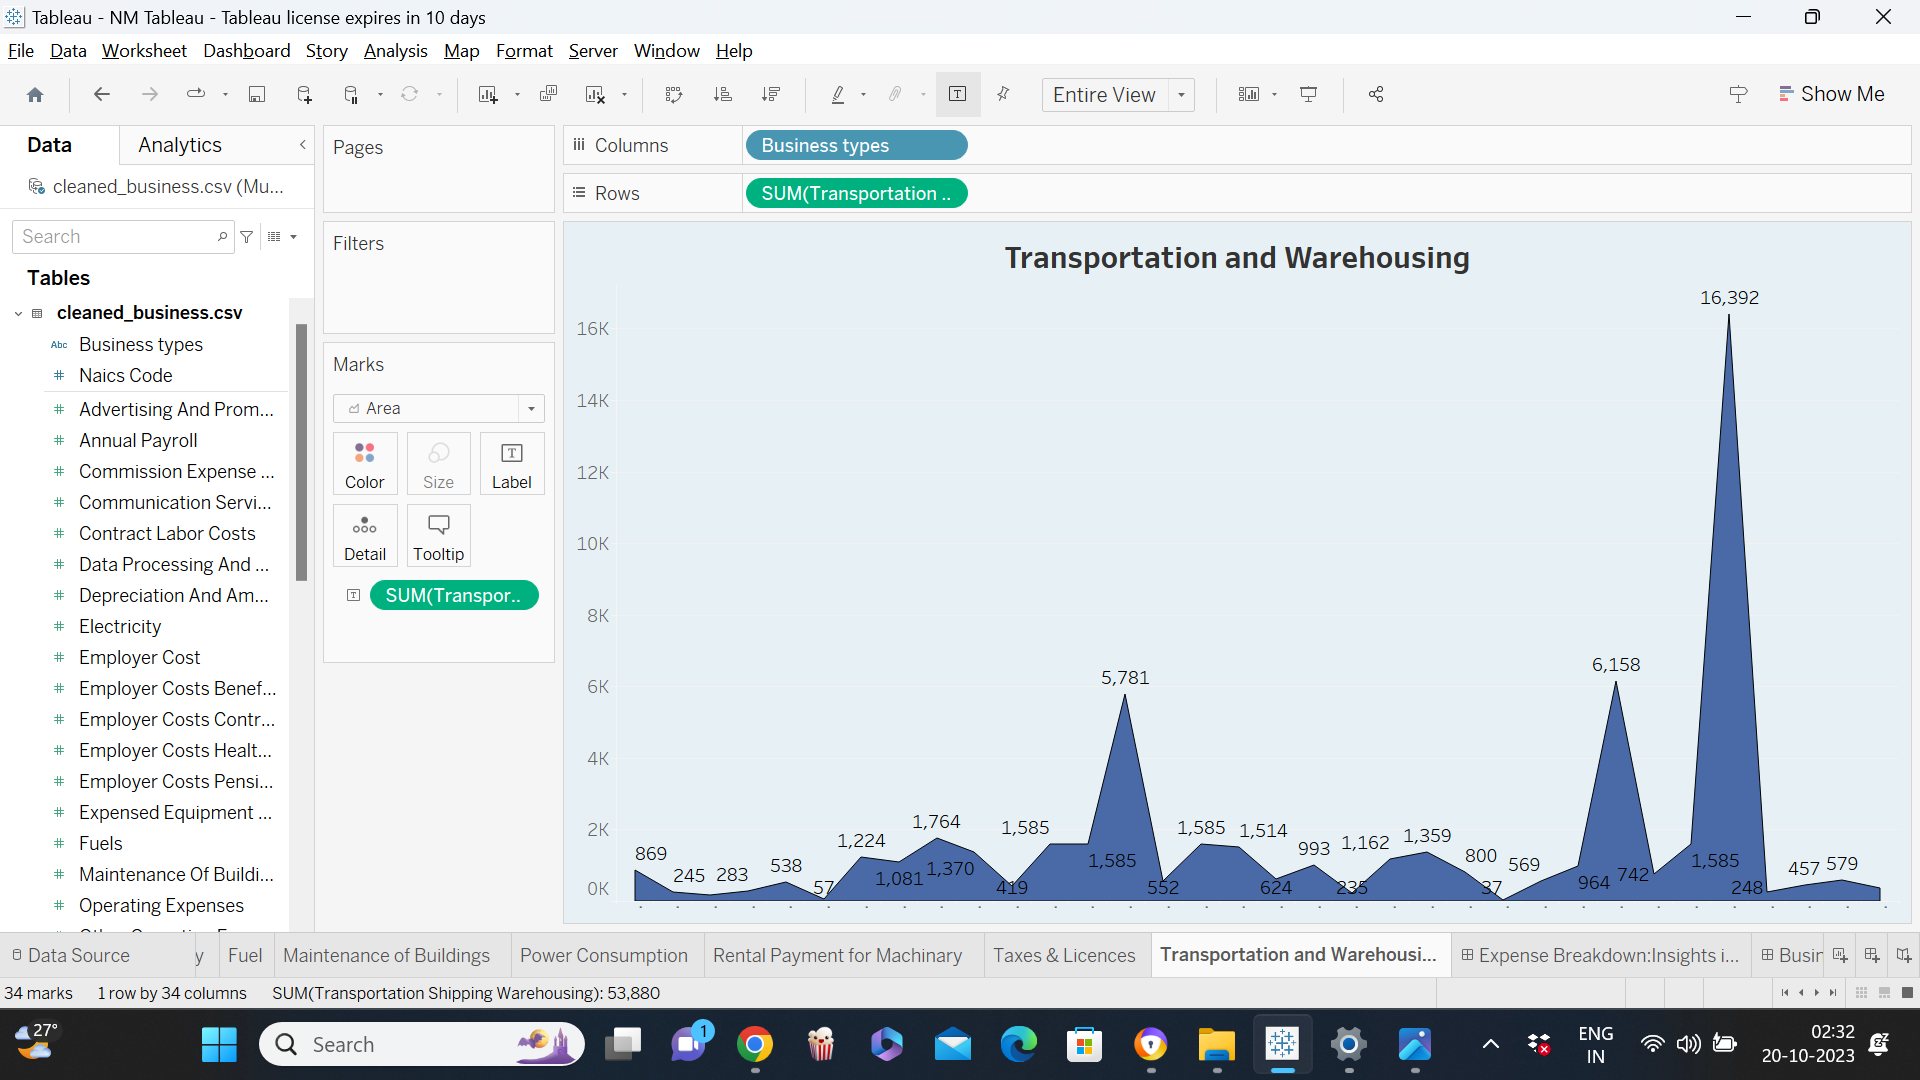 Tableau - NM Tableau - Tableau license expires in 10 days
File Data Worksheet Dashboard Story Analysis Map Format Server Window Help
Entire View
Show Me
Data
Analytics
cleaned_business.csv (Mu...
Search
Tables
cleaned_business.csv
Abc Business types
# Naics Code
# Advertising And Prom...
# Annual Payroll
# Commission Expense ...
# Communication Servi...
# Contract Labor Costs
# Data Processing And ...
# Depreciation And Am...
# Electricity
# Employer Cost
# Employer Costs Benef...
# Employer Costs Contr...
# Employer Costs Healt...
# Employer Costs Pensi...
# Expensed Equipment ...
# Fuels
# Maintenance Of Buildi...
# Operating Expenses
Pages
Filters
Marks
Area
Color
Size
T
Label
Detail
Tooltip
T SUM(Transpor..
Columns
Business types
Rows
SUM(Transportation ..
Transportation and Warehousing
16K
14K
12K
10K
8K
6K
4K
2K
0K
16,392
6,158
5,781
869
245
283
538
57
1,224
1,081
1,764
1,370
419
1,585
1,585
552
1,585
1,514
624
993
235
1,162
1,359
800
37
569
964
742
1,585
248
457
579
Data Source
y
Fuel
Maintenance of Buildings
Power Consumption
Rental Payment for Machinary
Taxes & Licences
Transportation and Warehousi...
Expense Breakdown:Insights i...
Busin
34 marks
1 row by 34 columns
SUM(Transportation Shipping Warehousing): 53,880
27°
Search
1
ENG
IN
02:32
20-10-2023